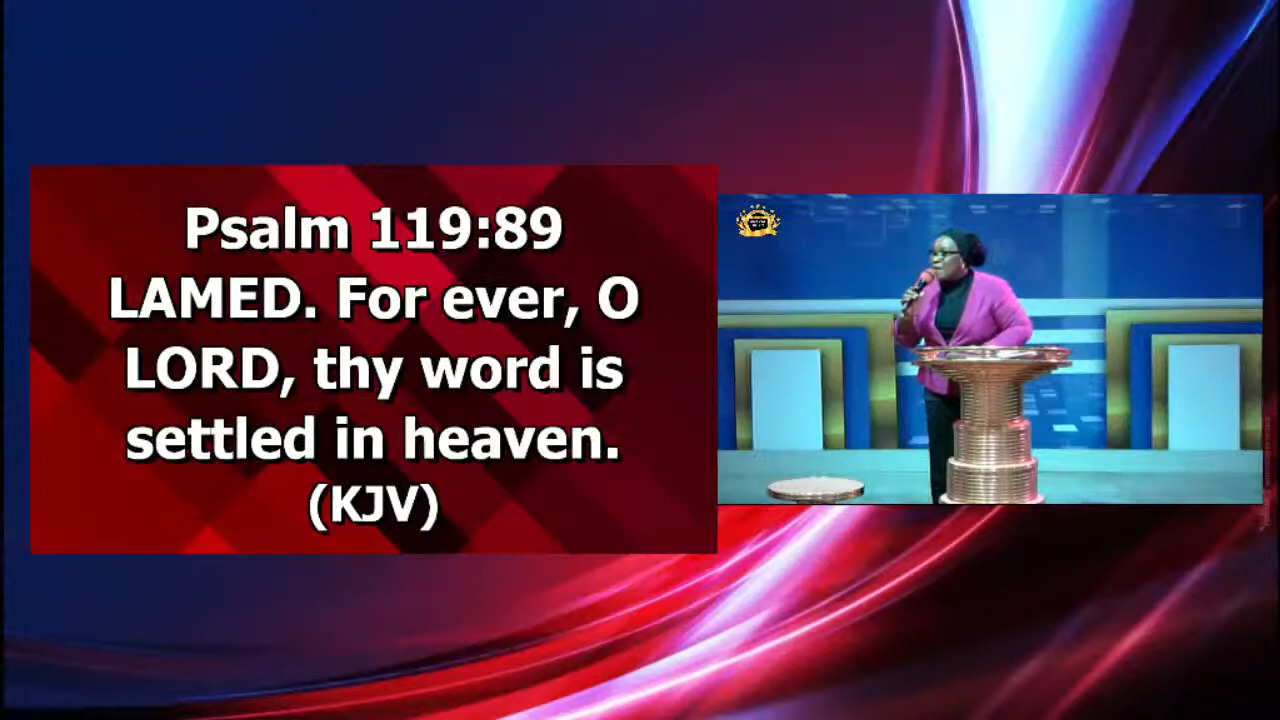 Psalm 119:89
LAMED. For ever, O
LORD, thy word is
settled in heaven.
(KJV)